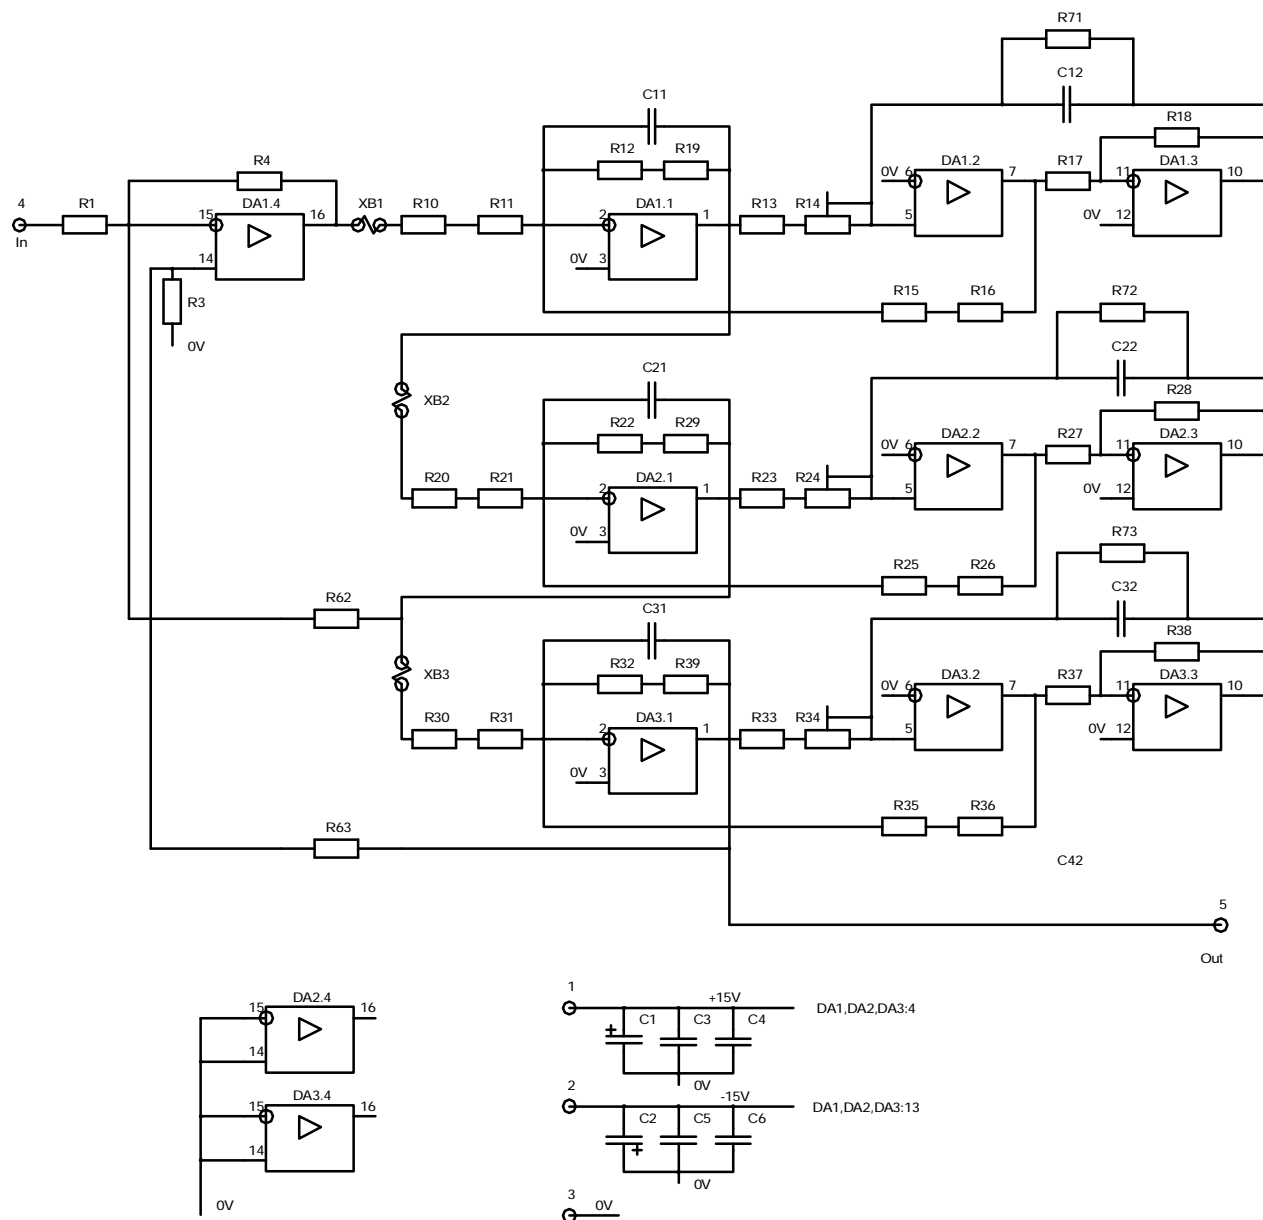 R71
C12
C11
R18
R12 R19
R4
0V 6 DA1.2 7 R17 11 DA1.3 10
4 R1 15 DA1.4 16 XB1 R10 R11 2 DA1.1 1 R13 R14 5 0V 12
In
14 0V 3
R3 R15 R16 R72
0V
C22
C21
XB2 R28
R22 R29
0V 6 DA2.2 7 R27 11 DA2.3 10
R20 R21 2 DA2.1 1 R23 R24 5 0V 12
0V 3
R73
R25 R26
R62 C31 C32
R38
XB3 R32 R39
0V 6 DA3.2 7 R37 11 DA3.3 10
R30 R31 2 DA3.1 1 R33 R34 5 0V 12
0V 3
R35 R36
R63
C42
5
Out
1
15 DA2.4 16 +15V DA1,DA2,DA3:4
+ C1 C3 C4
14
0V
2
15 DA3.4 16 -15V DA1,DA2,DA3:13
C2 C5 C6
+
14
0V
3
0V 0V